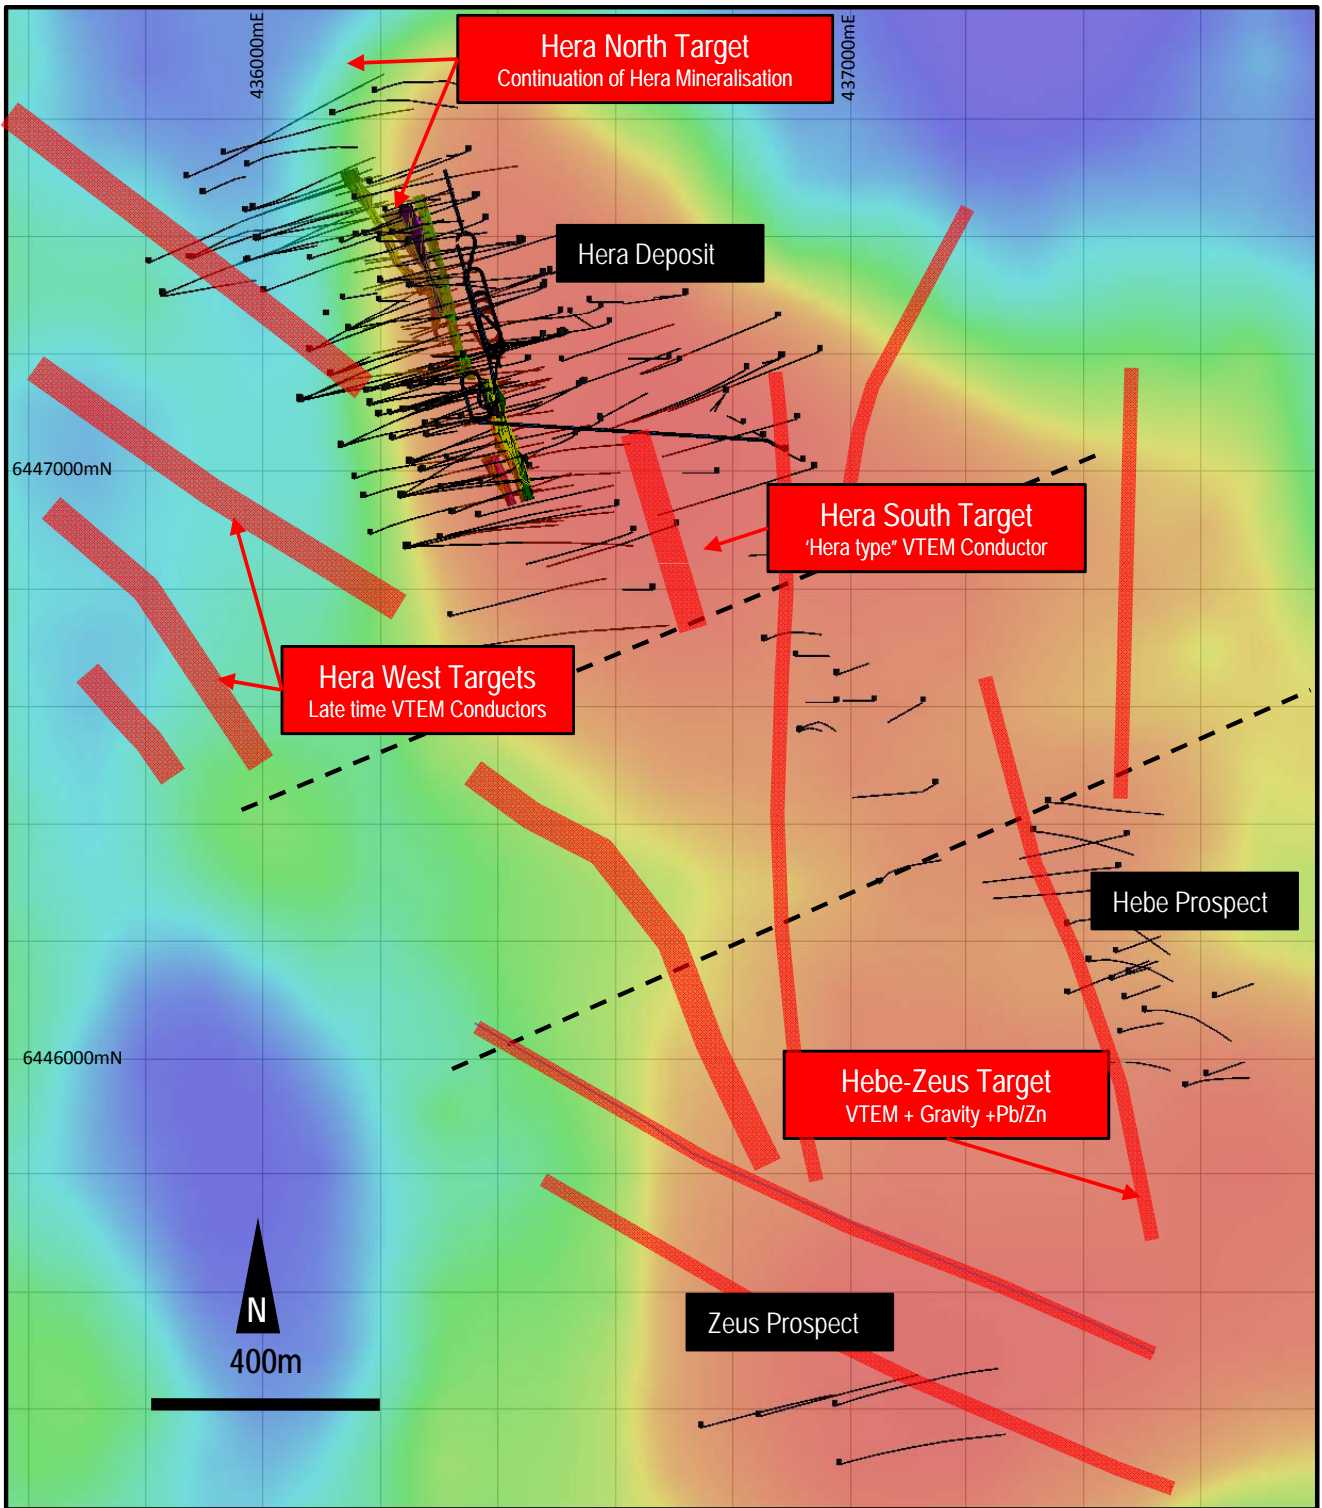 436000mE
437000mE
Hera North Target
Continuation of Hera Mineralisation
Hera Deposit
6447000mN
Hera South Target
‘Hera type” VTEM Conductor
Hera West Targets
Late time VTEM Conductors
Hebe Prospect
6446000mN
Hebe-Zeus Target
VTEM + Gravity +Pb/Zn
N
400m
Zeus Prospect